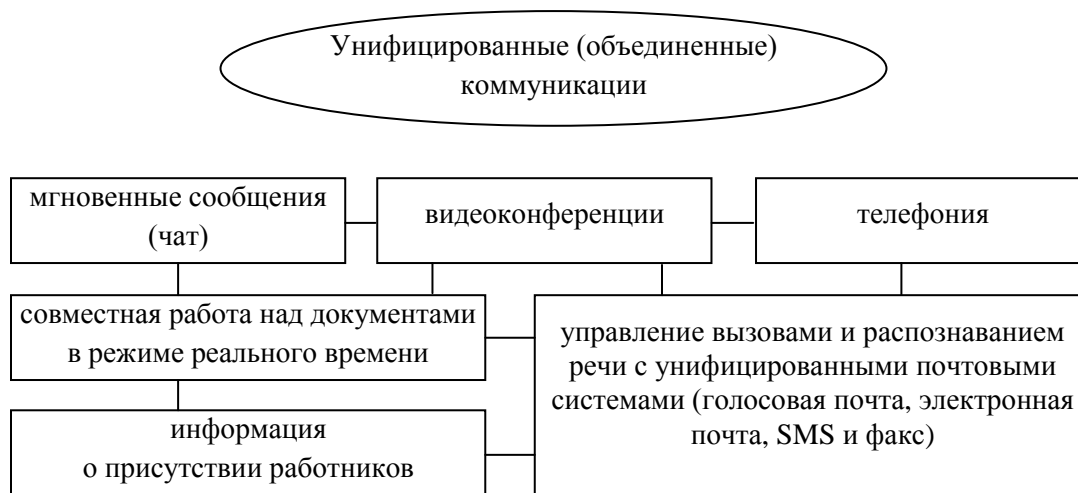 Унифицированные (объединенные)
коммуникации
мгновенные сообщения
(чат)
видеоконференции
телефония
совместная работа над документами
в режиме реального времени
управление вызовами и распознаванием
речи с унифицированными почтовыми
системами (голосовая почта, электронная
почта, SMS и факс)
информация
о присутствии работников